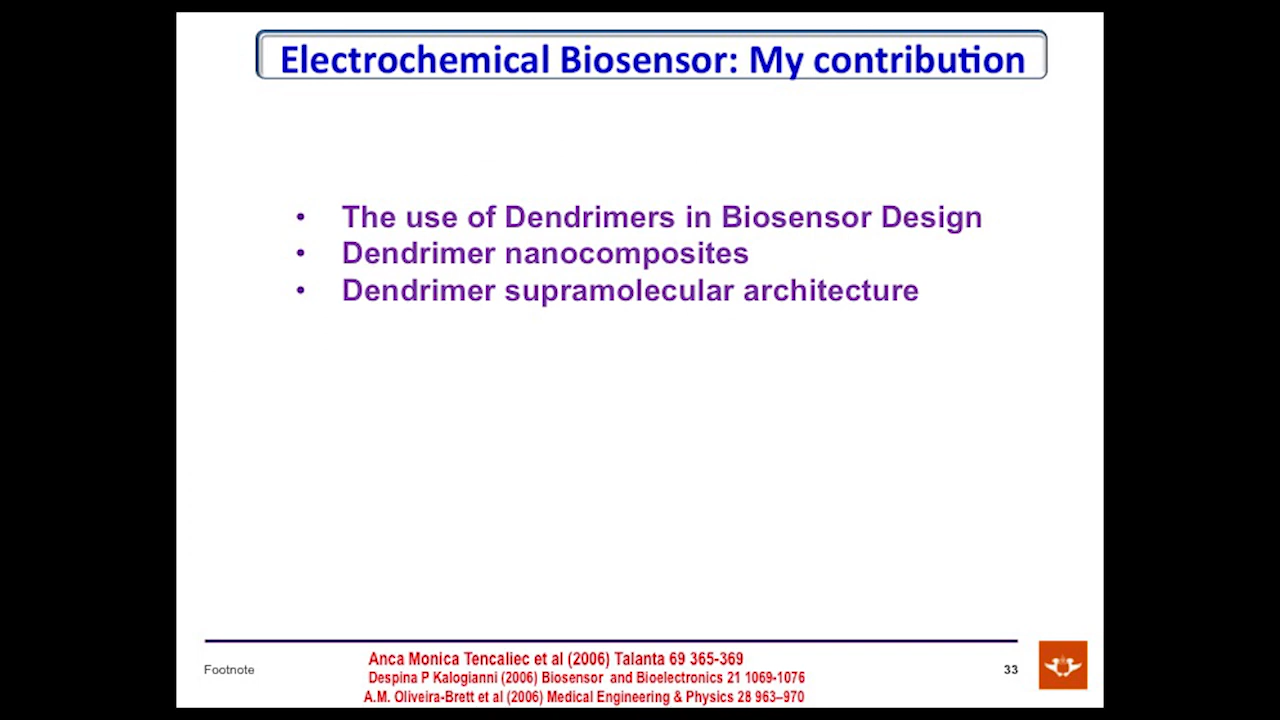 Electrochemical Biosensor: My contribution
• The use of Dendrimers in Biosensor Design
• Dendrimer nanocomposites
• Dendrimer supramolecular architecture
Footnote
Anca Monica Tencaliec et al (2006) Talanta 69 365-369
Despina P Kalogianni (2006) Biosensor and Bioelectronics 21 1069-1076
A.M. Oliveira-Brett et al (2006) Medical Engineering & Physics 28 963–970
33